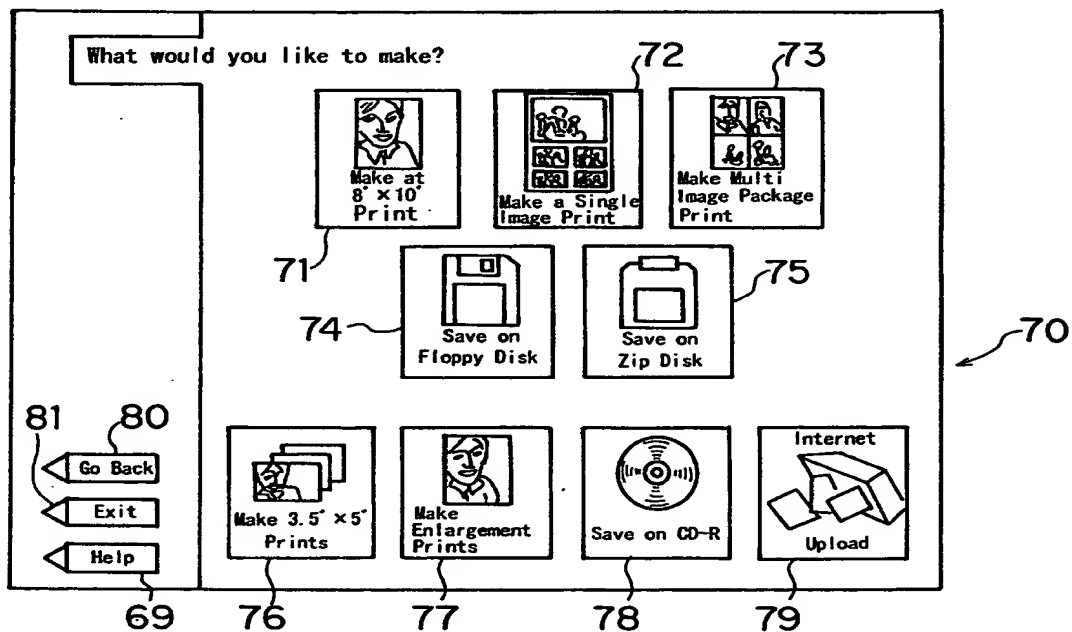 What would you like to make?
72
73
Make at
8" ×10"
Print
Make a Single
Image Print
Make Multi
Image Package
Print
71
74
75
Save on
Floppy Disk
Save on
Zip Disk
70
81
80
Go Back
Exit
Help
Make 3.5" ×5"
Prints
Make
Enlargement
Prints
Save on CD-R
Internet
Upload
69
76
77
78
79